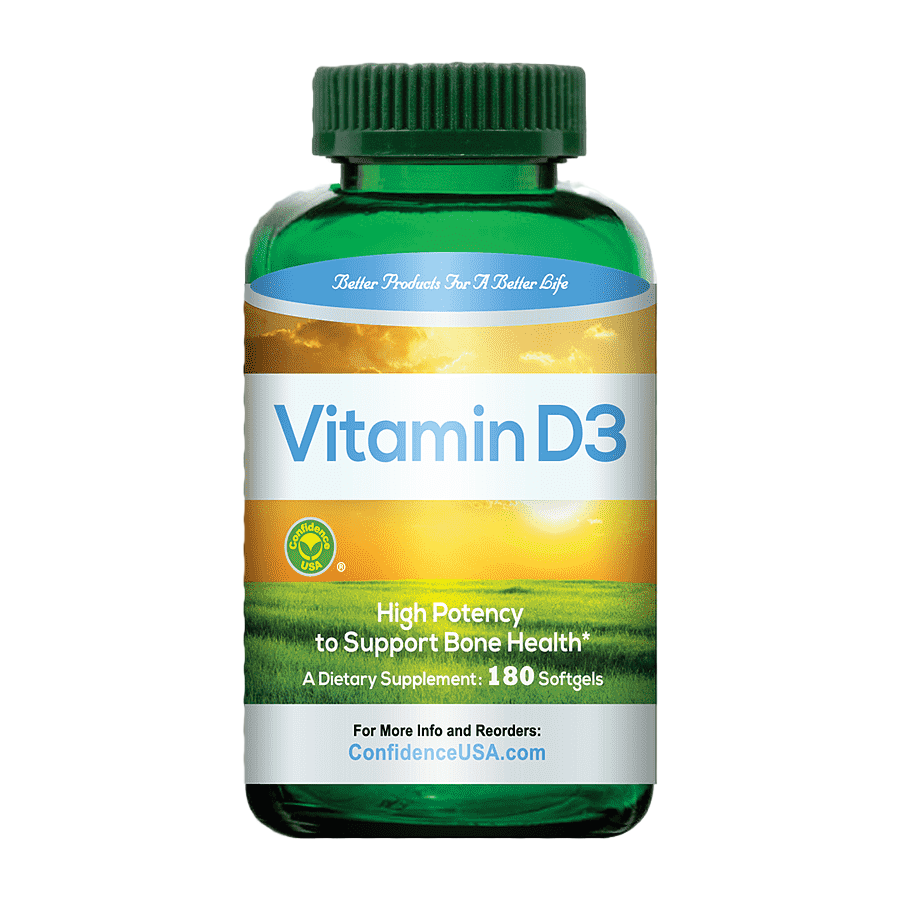 Better Products For A Better Life
Vitamin D3
Confidence
USA
®
High Potency
to Support Bone Health*
A Dietary Supplement: 180 Softgels
For More Info and Reorders:
ConfidenceUSA.com